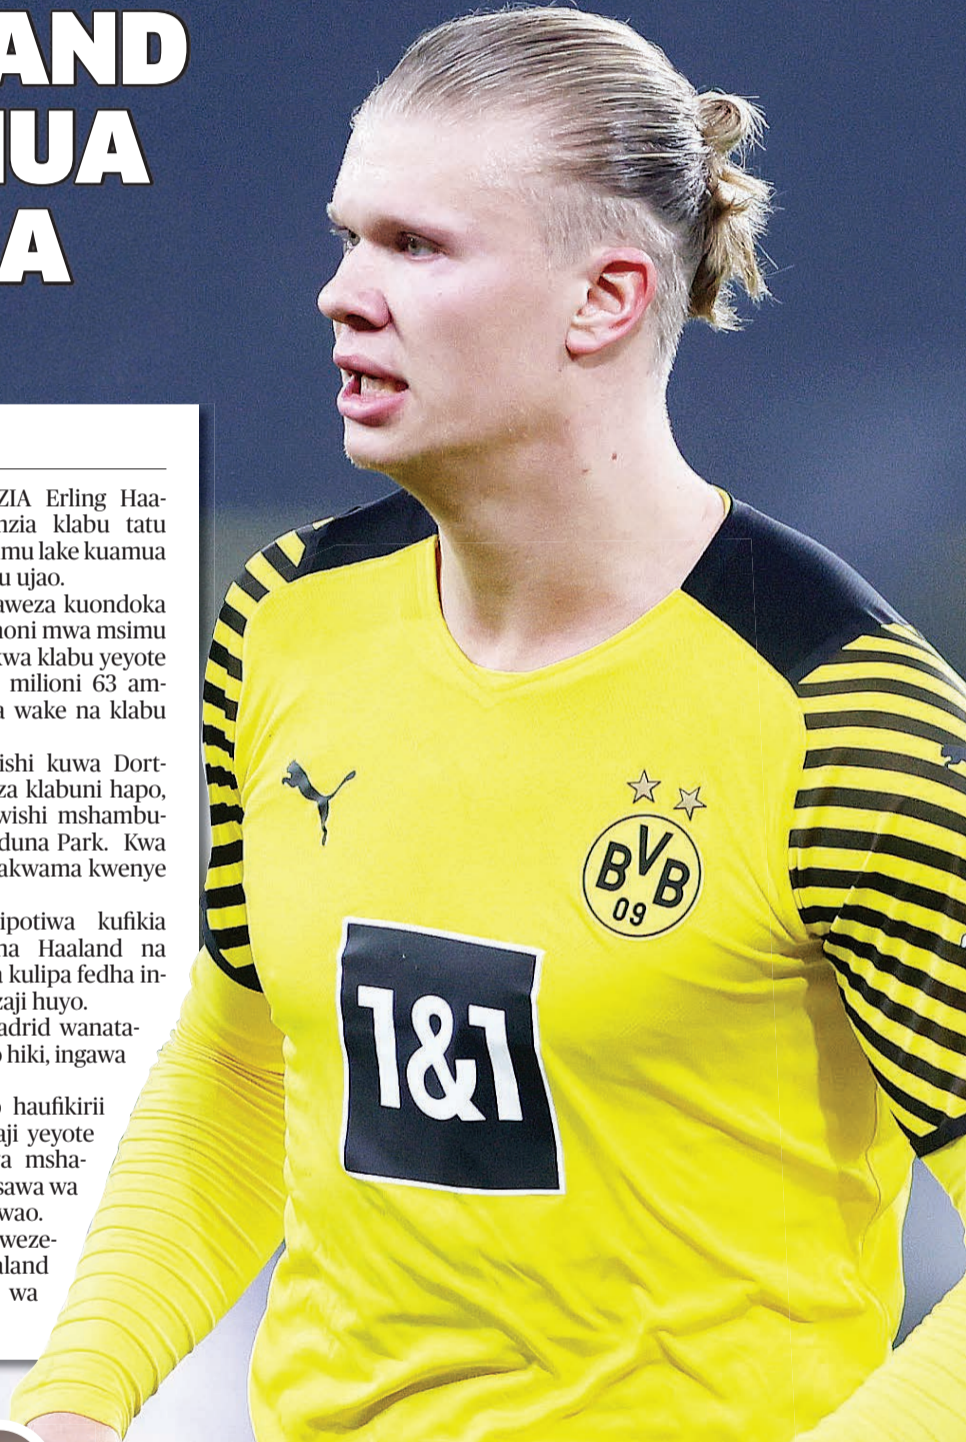 AND
UA
A
ZIA Erling Haa-
nzia klabu tatu
mu lake kuamua
u ujao.
aweza kuondoka
noni mwa msimu
kwa klabu yeyote
milioni 63 am-
a wake na klabu
ishi kuwa Dort-
za klabuni hapo,
wishi mshambu-
duna Park. Kwa
akwama kwenye
ipotiwa kufikia
na Haaland na
a kulipa fedha in-
zaji huyo.
adrid wanata-
o hiki, ingawa
o haufikirii
aji yeyote
wa msha-
sawa wa
wao.
weze-
aland
wa
BVB
09
1&1